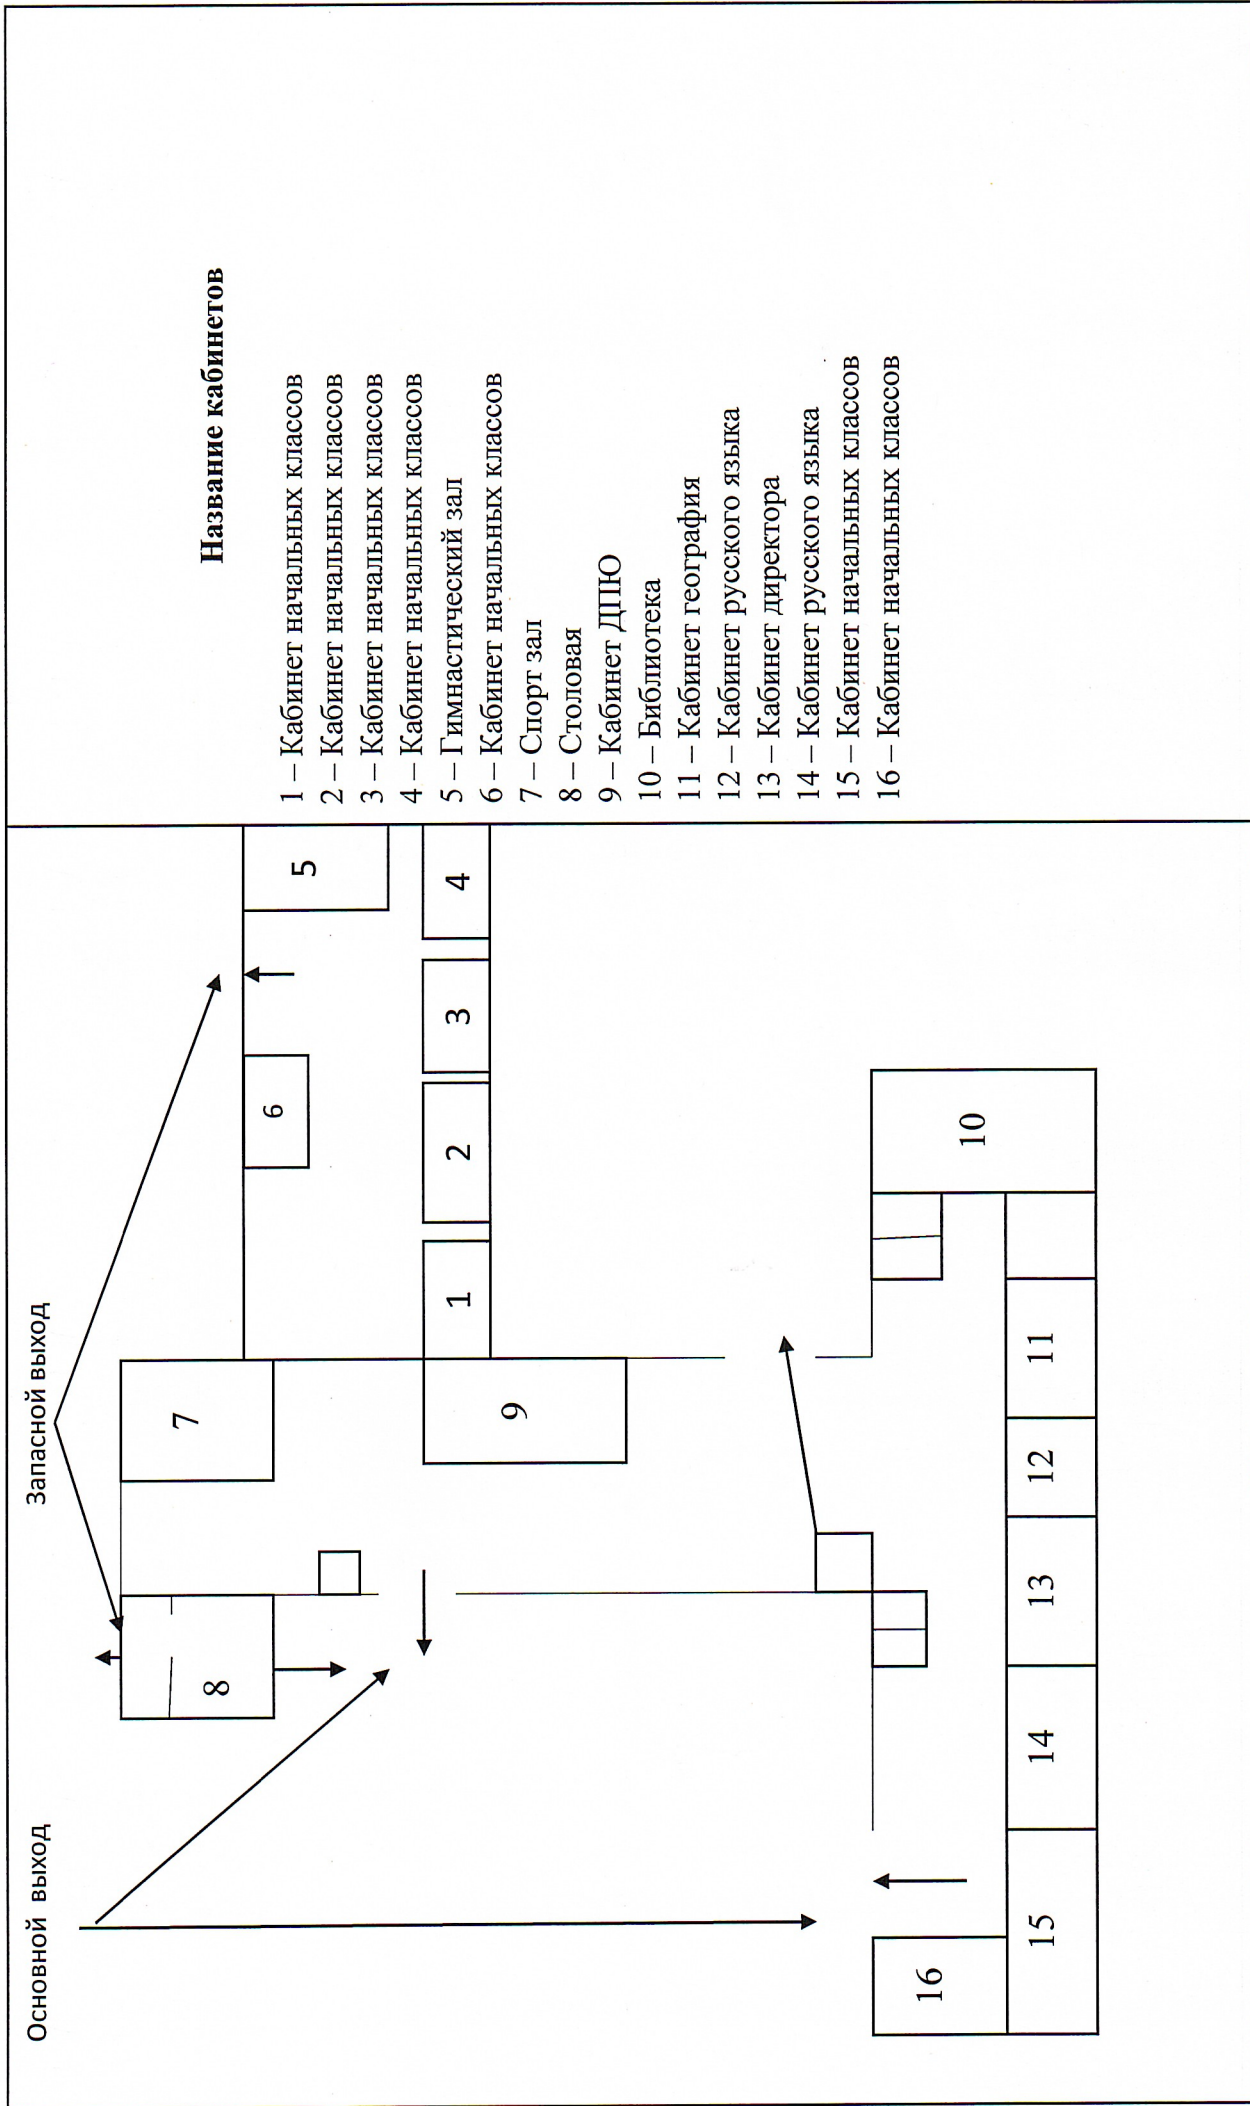 Основной выход
Запасной выход
8
7
6
5
1
2
3
4
9
16
15
14
13
12
11
10
Название кабинетов
1 – Кабинет начальных классов
2 – Кабинет начальных классов
3 – Кабинет начальных классов
4 – Кабинет начальных классов
5 – Гимнастический зал
6 – Кабинет начальных классов
7 – Спорт зал
8 – Столовая
9 – Кабинет ДПЮ
10 – Библиотека
11 – Кабинет география
12 – Кабинет русского языка
13 – Кабинет директора
14 – Кабинет русского языка
15 – Кабинет начальных классов
16 – Кабинет начальных классов